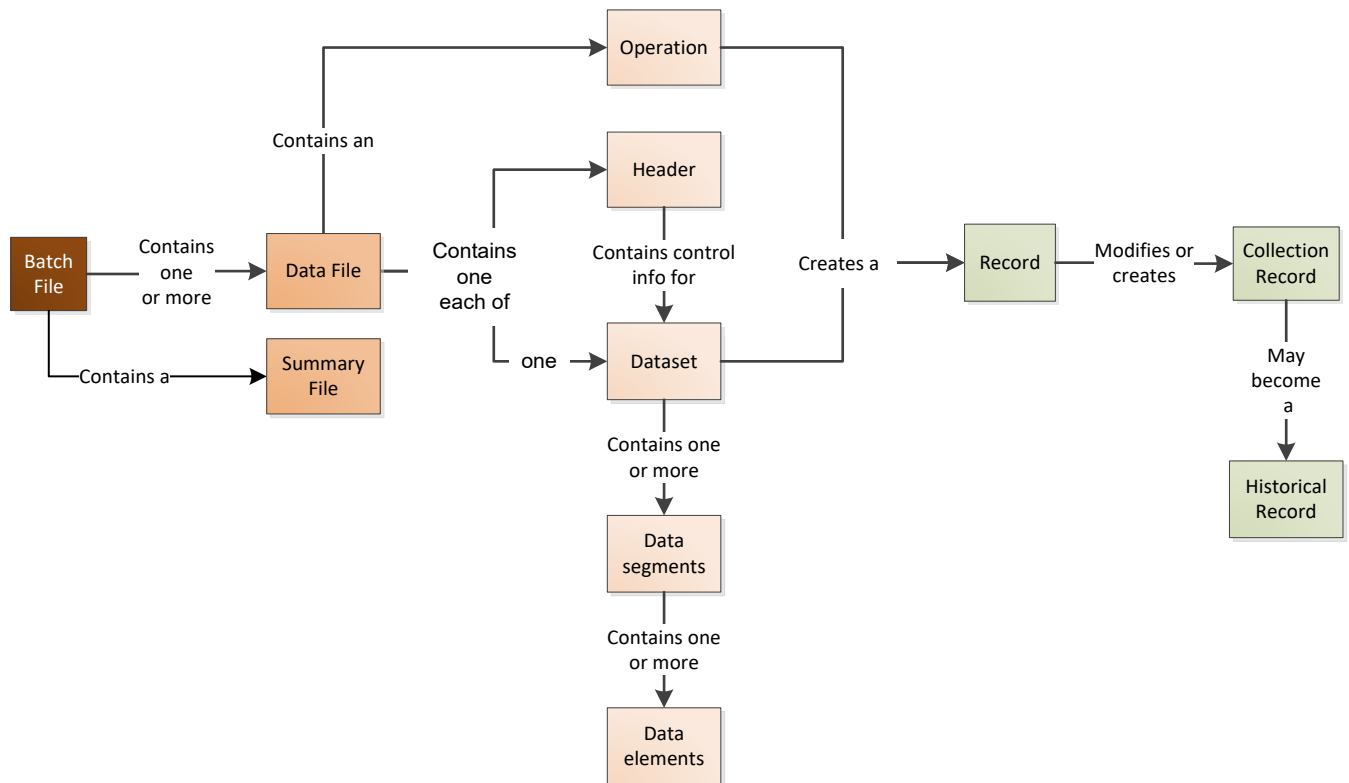 Operation
Contains an
Header
Batch
File
Contains
one
or more
Data File
Contains
one
each of
Contains control
info for
Creates a
Record
Modifies or
creates
Collection
Record
Contains a
Summary
File
one
Dataset
May
become
a
Contains one
or more
Historical
Record
Data
segments
Contains one
or more
Data
elements